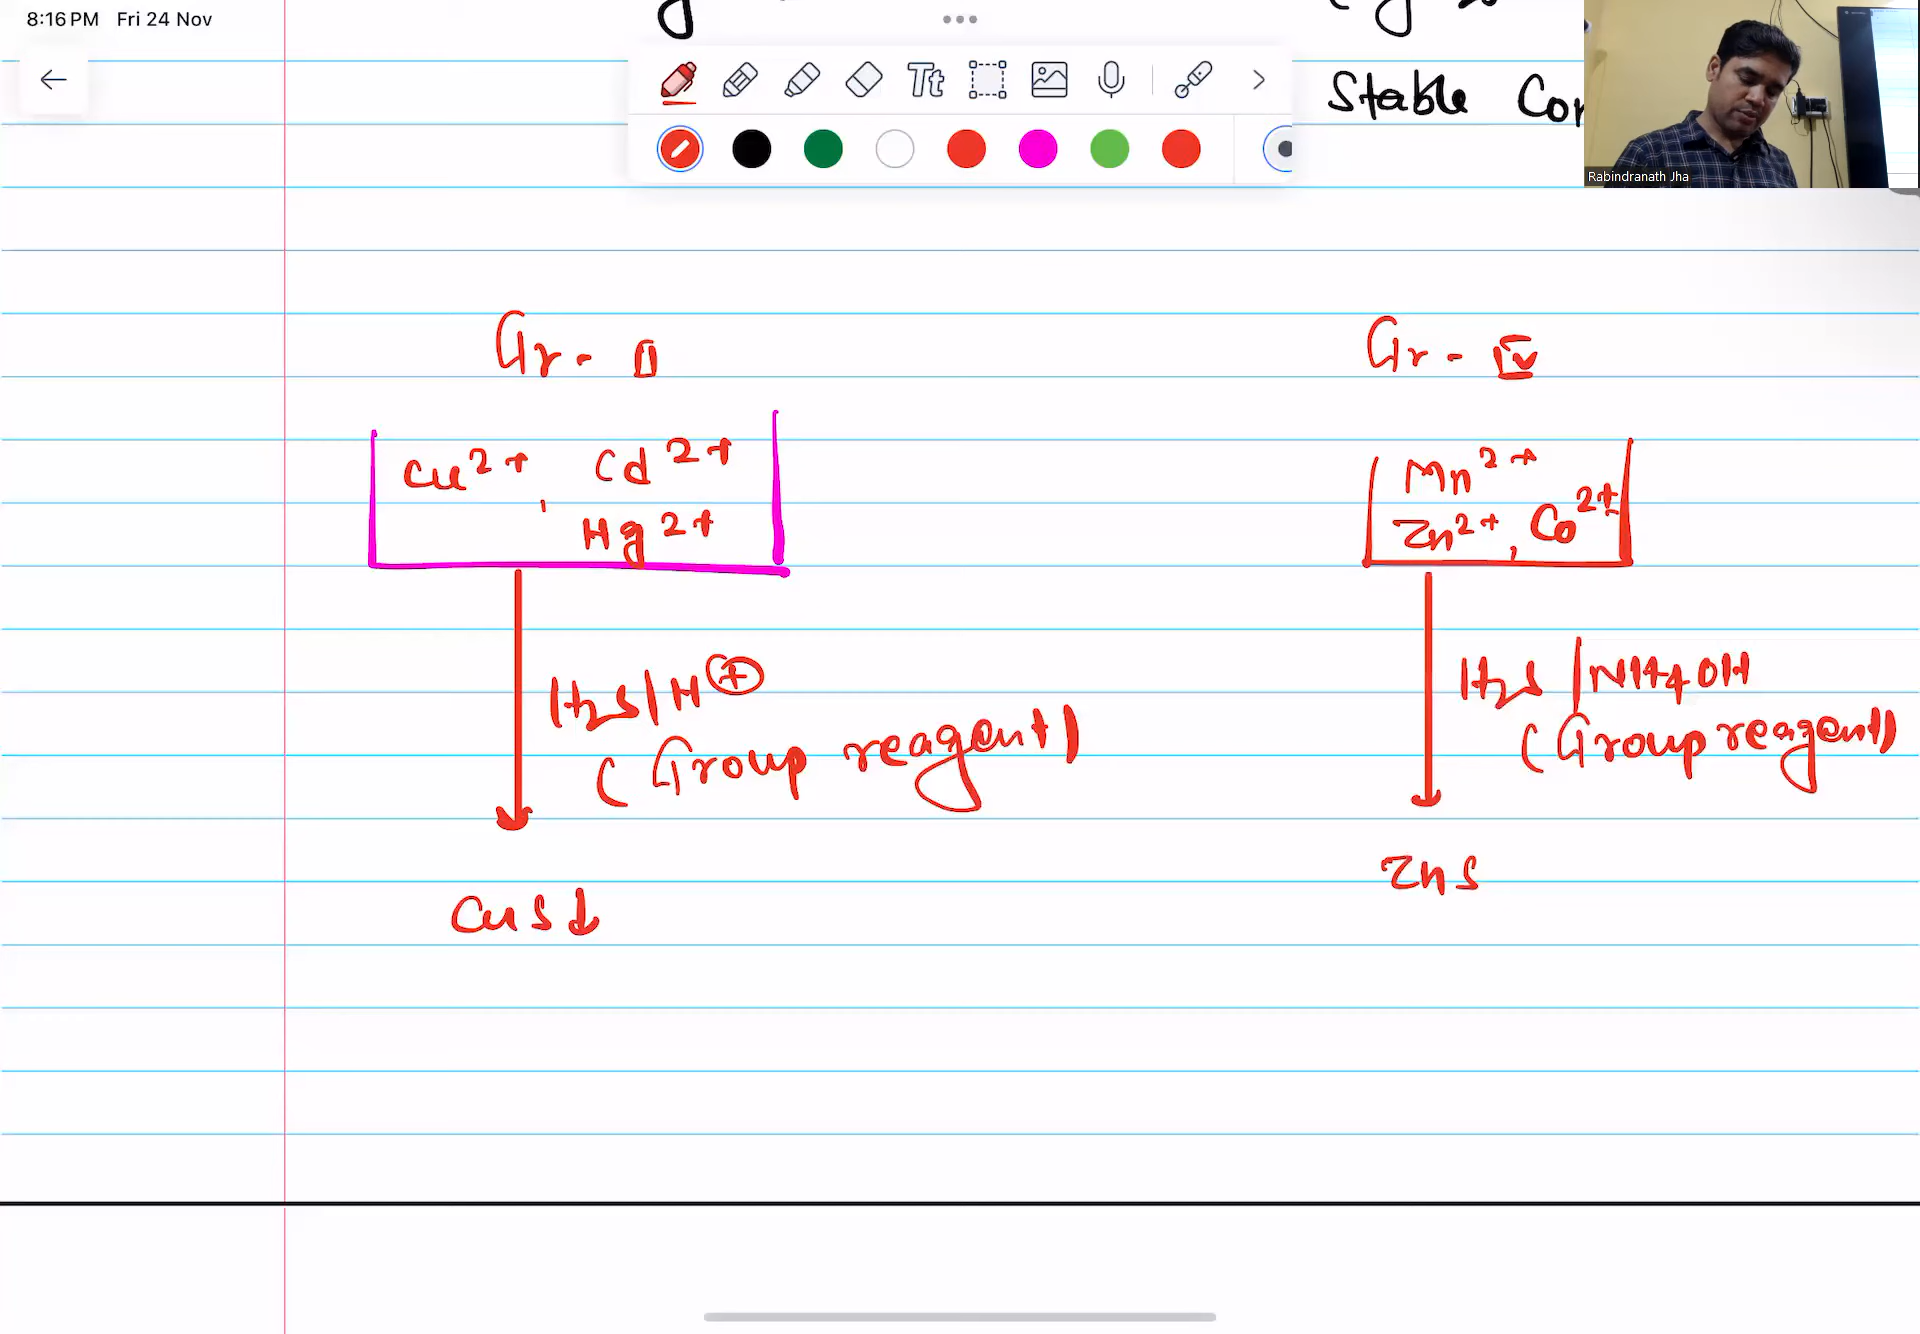 8:16 PM Fri 24 Nov
Tt
Stable
Rabindranath Jha
Gr - II
Cu2+, Cd2+
Hg2+
H2S | H+
(Group reagent)
CuS↓
Gr - IV
Mn2+
Zn2+, Co2+
H2S | NH4OH
(Group reagent)
ZnS